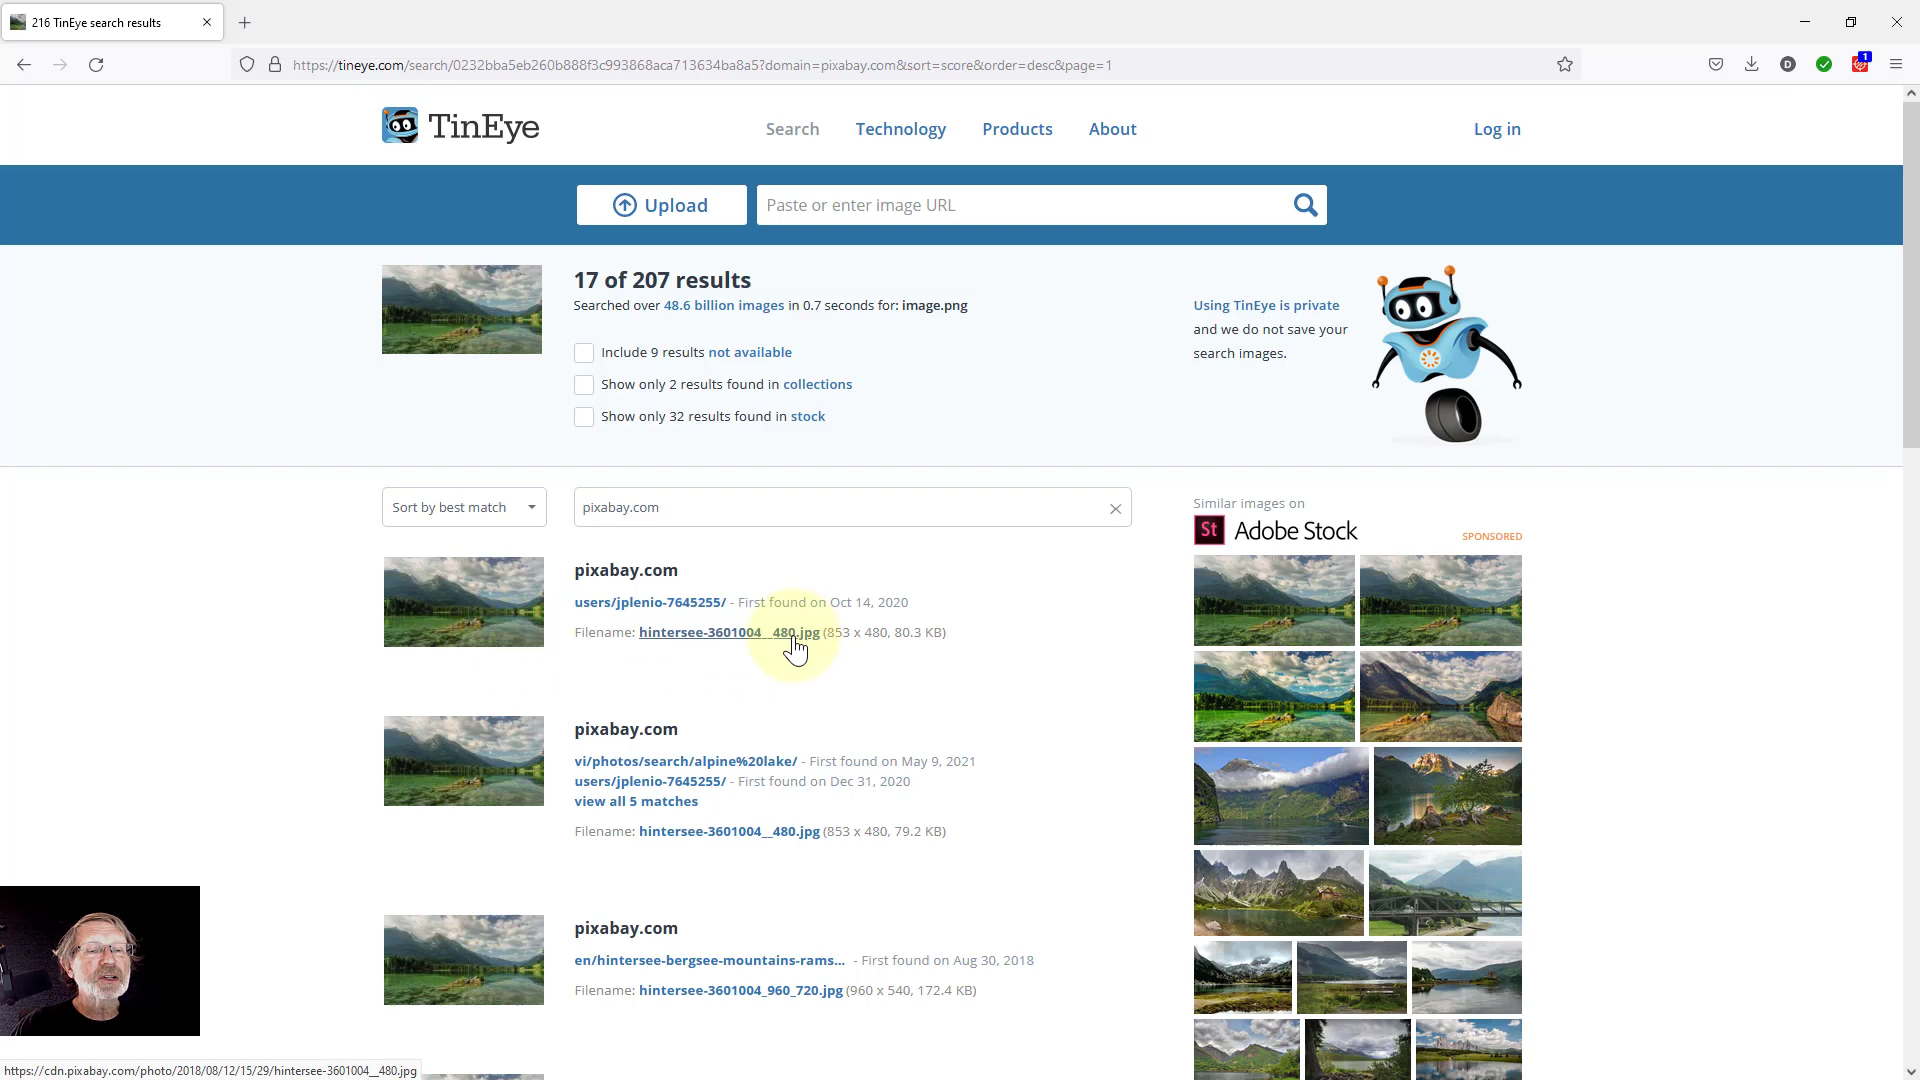 216 TinEye search results
https://tineye.com/search/0232bba5eb260b888f3c993868aca713634ba8a5?domain=pixabay.com&sort=score&order=desc&page=1
D
1
TinEye
Search Technology Products About Log in
Upload
Paste or enter image URL
17 of 207 results
Searched over 48.6 billion images in 0.7 seconds for: image.png
Include 9 results not available
Show only 2 results found in collections
Show only 32 results found in stock
Using TinEye is private
and we do not save your
search images.
Sort by best match
pixabay.com
Similar images on
St Adobe Stock
SPONSORED
pixabay.com
users/jplenio-7645255/ - First found on Oct 14, 2020
Filename: hintersee-3601004__480.jpg (853 x 480, 80.3 KB)
pixabay.com
vi/photos/search/alpine%20lake/ - First found on May 9, 2021
users/jplenio-7645255/ - First found on Dec 31, 2020
view all 5 matches
Filename: hintersee-3601004__480.jpg (853 x 480, 79.2 KB)
pixabay.com
en/hintersee-bergsee-mountains-rams... - First found on Aug 30, 2018
Filename: hintersee-3601004_960_720.jpg (960 x 540, 172.4 KB)
https://cdn.pixabay.com/photo/2018/08/12/15/29/hintersee-3601004__480.jpg